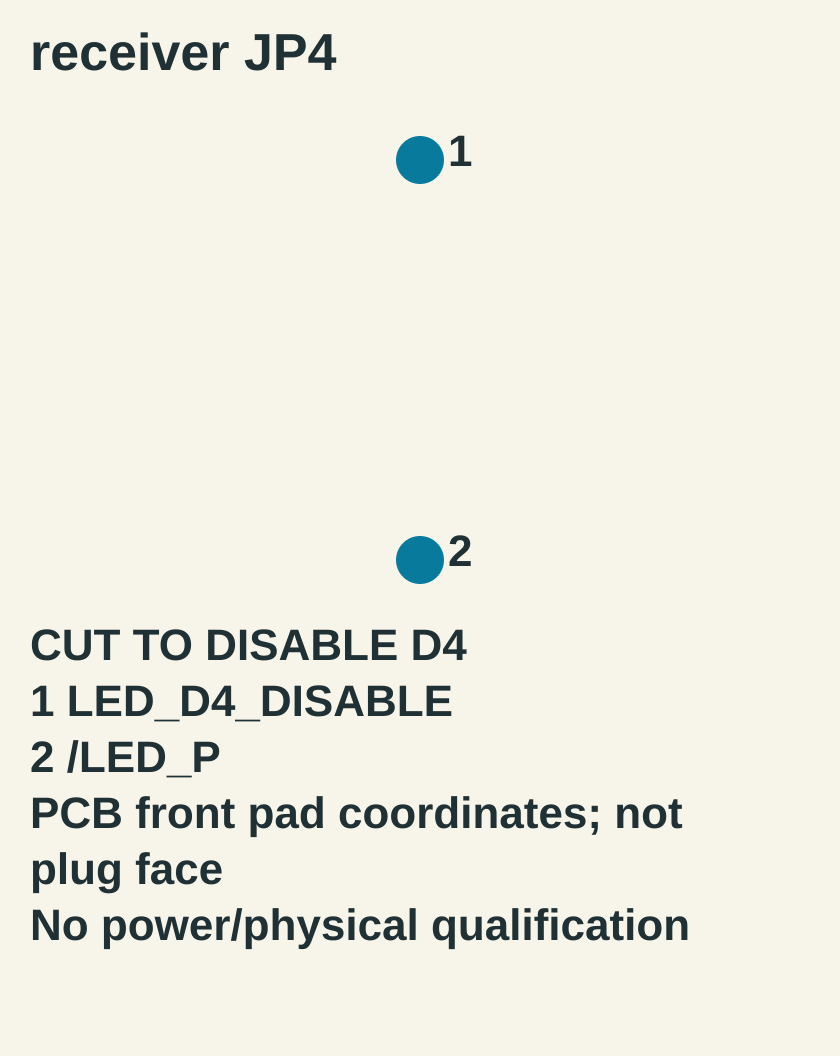 receiver JP4
1
2
CUT TO DISABLE D4
1 LED_D4_DISABLE
2 /LED_P
PCB front pad coordinates; not
plug face
No power/physical qualification